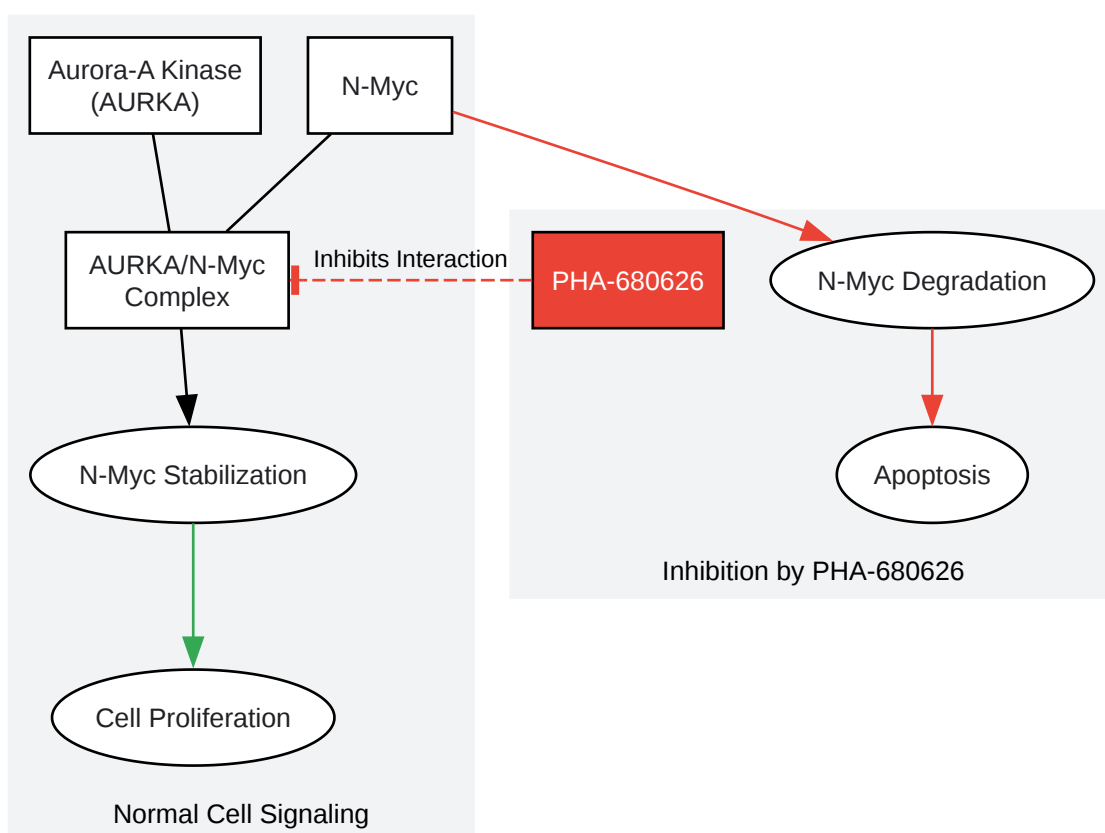 Aurora-A Kinase
(AURKA)
N-Myc
AURKA/N-Myc
Complex
Inhibits Interaction
PHA-680626
N-Myc Degradation
N-Myc Stabilization
Apoptosis
Inhibition by PHA-680626
Cell Proliferation
Normal Cell Signaling